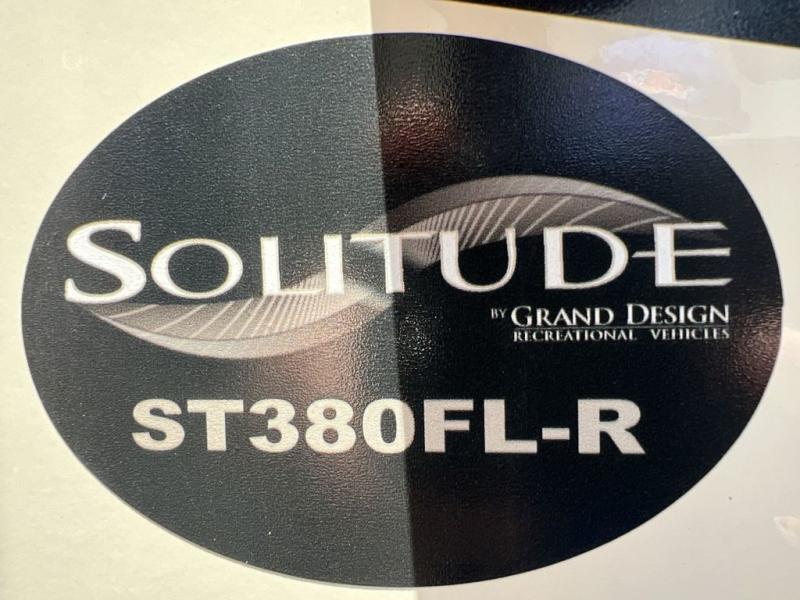 SOLITUDE
BY GRAND DESIGN
RECREATIONAL VEHICLES
ST380FL-R